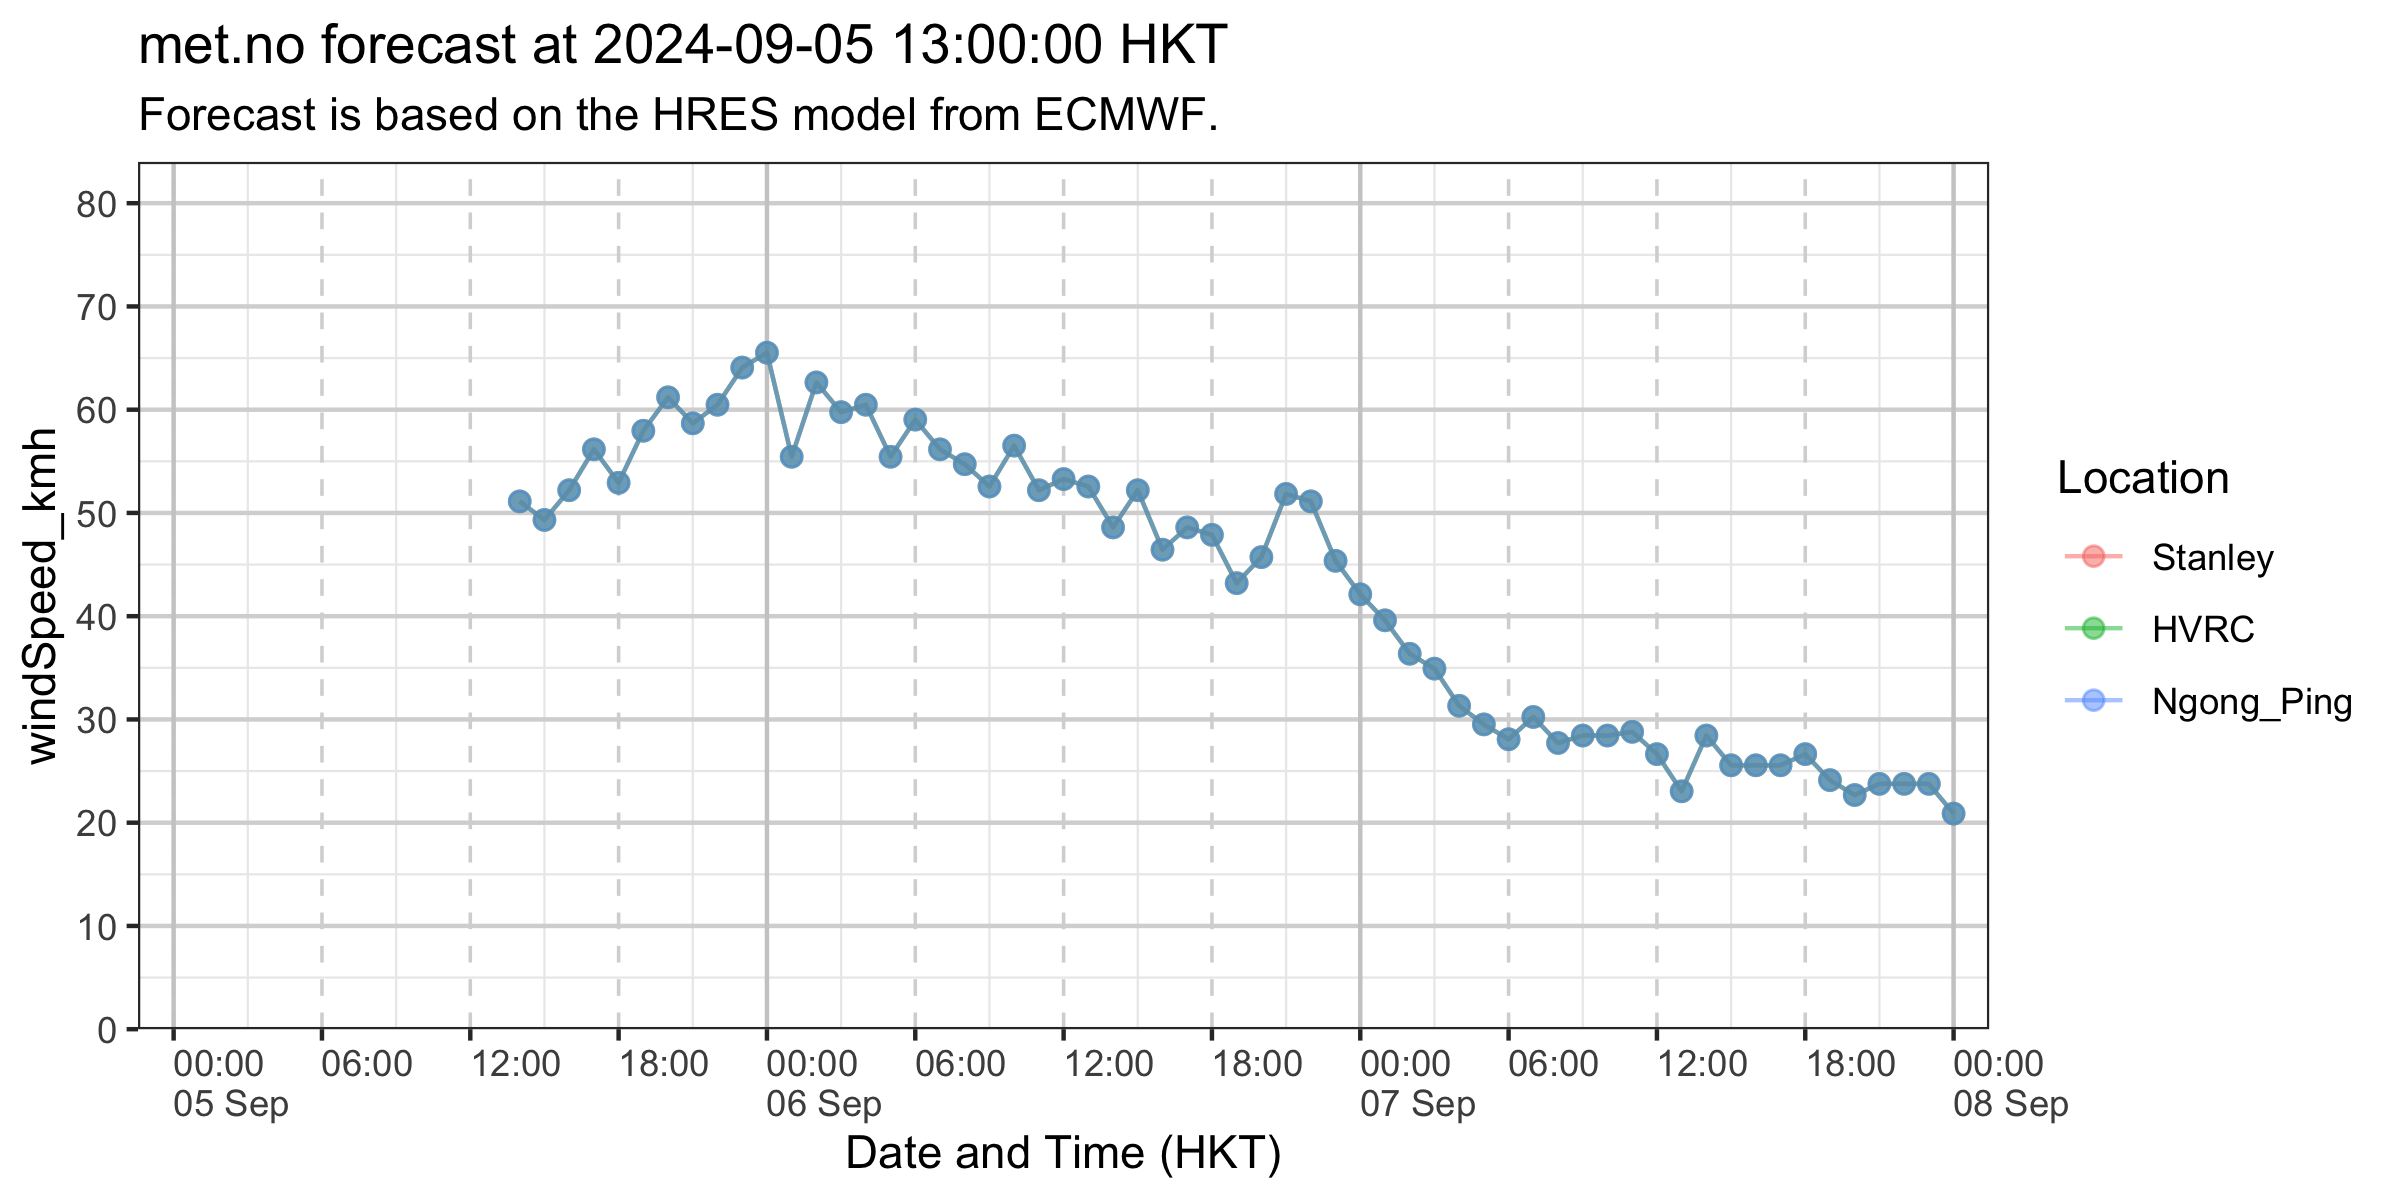 met.no forecast at 2024-09-05 13:00:00 HKT
Forecast is based on the HRES model from ECMWF.
windSpeed_kmh
80
70
60
50
40
30
20
10
0
00:00 06:00 12:00 18:00 00:00 06:00 12:00 18:00 00:00 06:00 12:00 18:00 00:00
05 Sep 06 Sep 07 Sep 08 Sep
Date and Time (HKT)
Location
Stanley
HVRC
Ngong_Ping